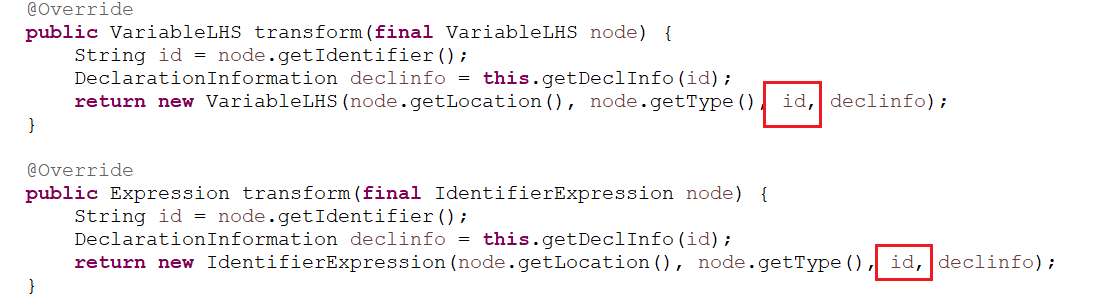 @Override
public VariableLHS transform(final VariableLHS node) {
    String id = node.getIdentifier();
    DeclarationInformation declinfo = this.getDeclInfo(id);
    return new VariableLHS(node.getLocation(), node.getType(), id, declinfo);
}
@Override
public Expression transform(final IdentifierExpression node) {
    String id = node.getIdentifier();
    DeclarationInformation declinfo = this.getDeclInfo(id);
    return new IdentifierExpression(node.getLocation(), node.getType(), id, declinfo);
}